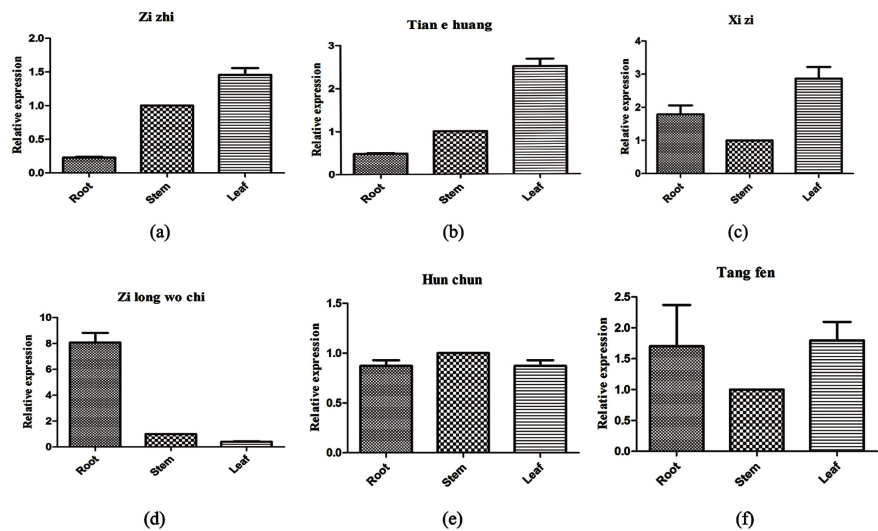 Zi zhi
Relative expression
2.0
1.5
1.0
0.5
0.0
Root
Stem
Leaf
(a)
Tian e huang
Relative expression
3
2
1
0
Root
Stem
Leaf
(b)
Xi zi
Relative expression
4
3
2
1
0
Root
Stem
Leaf
(c)
Zi long wo chi
Relative expression
10
8
6
4
2
0
Root
Stem
Leaf
(d)
Hun chun
Relative expression
1.5
1.0
0.5
0.0
Root
Stem
Leaf
(e)
Tang fen
Relative expression
2.5
2.0
1.5
1.0
0.5
0.0
Root
Stem
Leaf
(f)